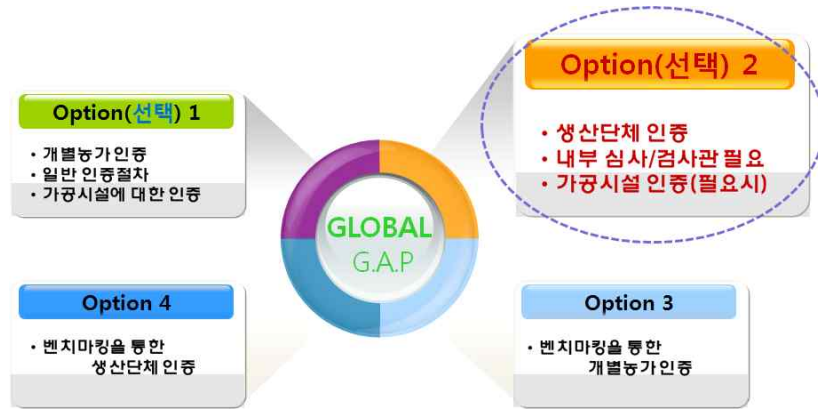 Option(선택) 1
• 개별농가인증
• 일반 인증절차
• 가공시설에 대한 인증
Option(선택) 2
• 생산단체 인증
• 내부 심사/검사관 필요
• 가공시설 인증(필요시)
GLOBAL
G.A.P
Option 4
• 벤치마킹을 통한
생산단체 인증
Option 3
• 벤치마킹을 통한
개별농가 인증